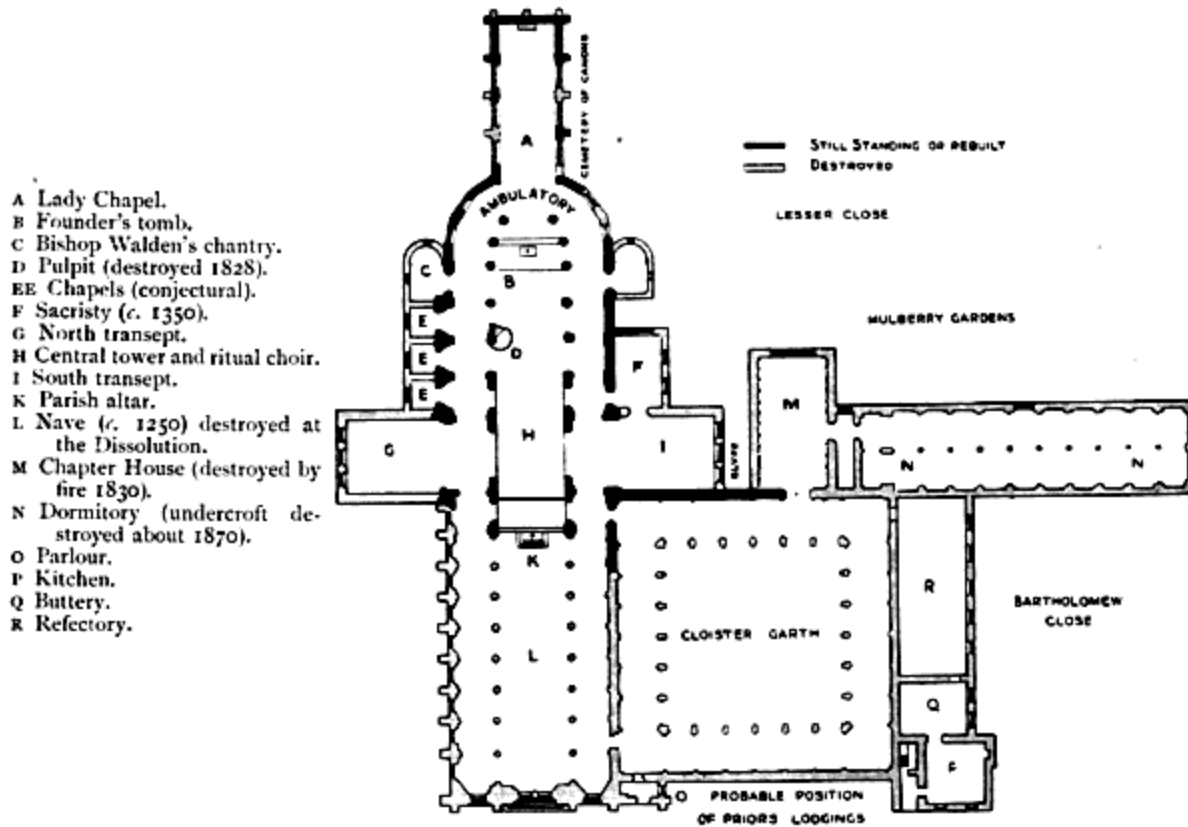 A Lady Chapel.
B Founder's tomb.
C Bishop Walden's chantry.
D Pulpit (destroyed 1828).
EE Chapels (conjectural).
F Sacristy (c. 1350).
G North transept.
H Central tower and ritual choir.
I South transept.
K Parish altar.
L Nave (c. 1250) destroyed at
the Dissolution.
M Chapter House (destroyed by
fire 1830).
N Dormitory (undercroft de-
stroyed about 1870).
O Parlour.
P Kitchen.
Q Buttery.
R Refectory.
CEMETERY OF CANONS
A
AMBULATORY
STILL STANDING OR REBUILT
DESTROYED
LESSER CLOSE
MULBERRY GARDENS
C
B
E
E
E
D
F
G
H
I
SLYPE
M
N
N
K
L
CLOISTER GARTH
R
BARTHOLOMEW
CLOSE
Q
P
O PROBABLE POSITION
OF PRIORS LODGINGS